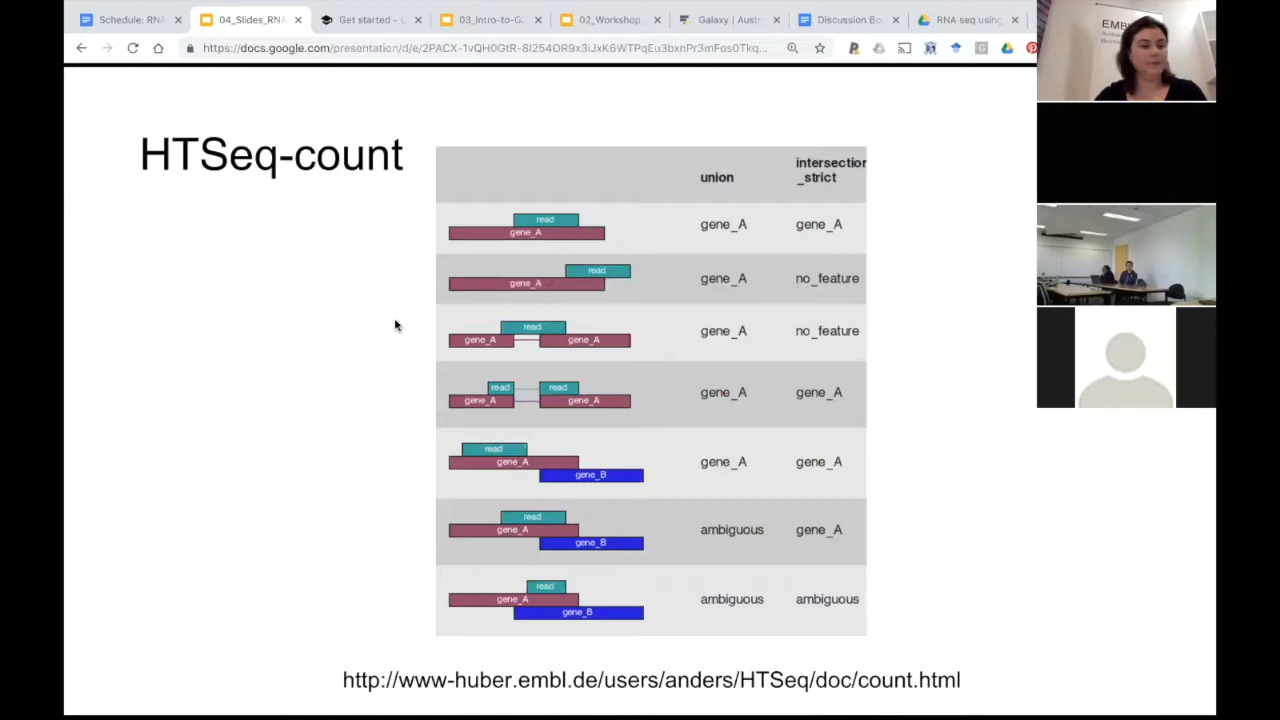 Schedule: RNA
04_Slides_RNA
Get started - 
03_Intro-to-G
02_Workshop
Galaxy | Austr
Discussion Bo
RNA seq using
https://docs.google.com/presentation/d/e/2PACX-1vQH0GtR-8I254OR9x3iJxK6WTPqEu3bxnPr3mFos0Tkq...
EMBL
HTSeq-count
union
intersection
_strict
read
gene_A
gene_A
gene_A
read
gene_A
gene_A
no_feature
read
gene_A
gene_A
gene_A
no_feature
read
read
gene_A
gene_A
gene_A
gene_A
read
gene_A
gene_B
gene_A
gene_A
read
gene_A
gene_B
ambiguous
gene_A
read
gene_A
gene_B
ambiguous
ambiguous
http://www-huber.embl.de/users/anders/HTSeq/doc/count.html